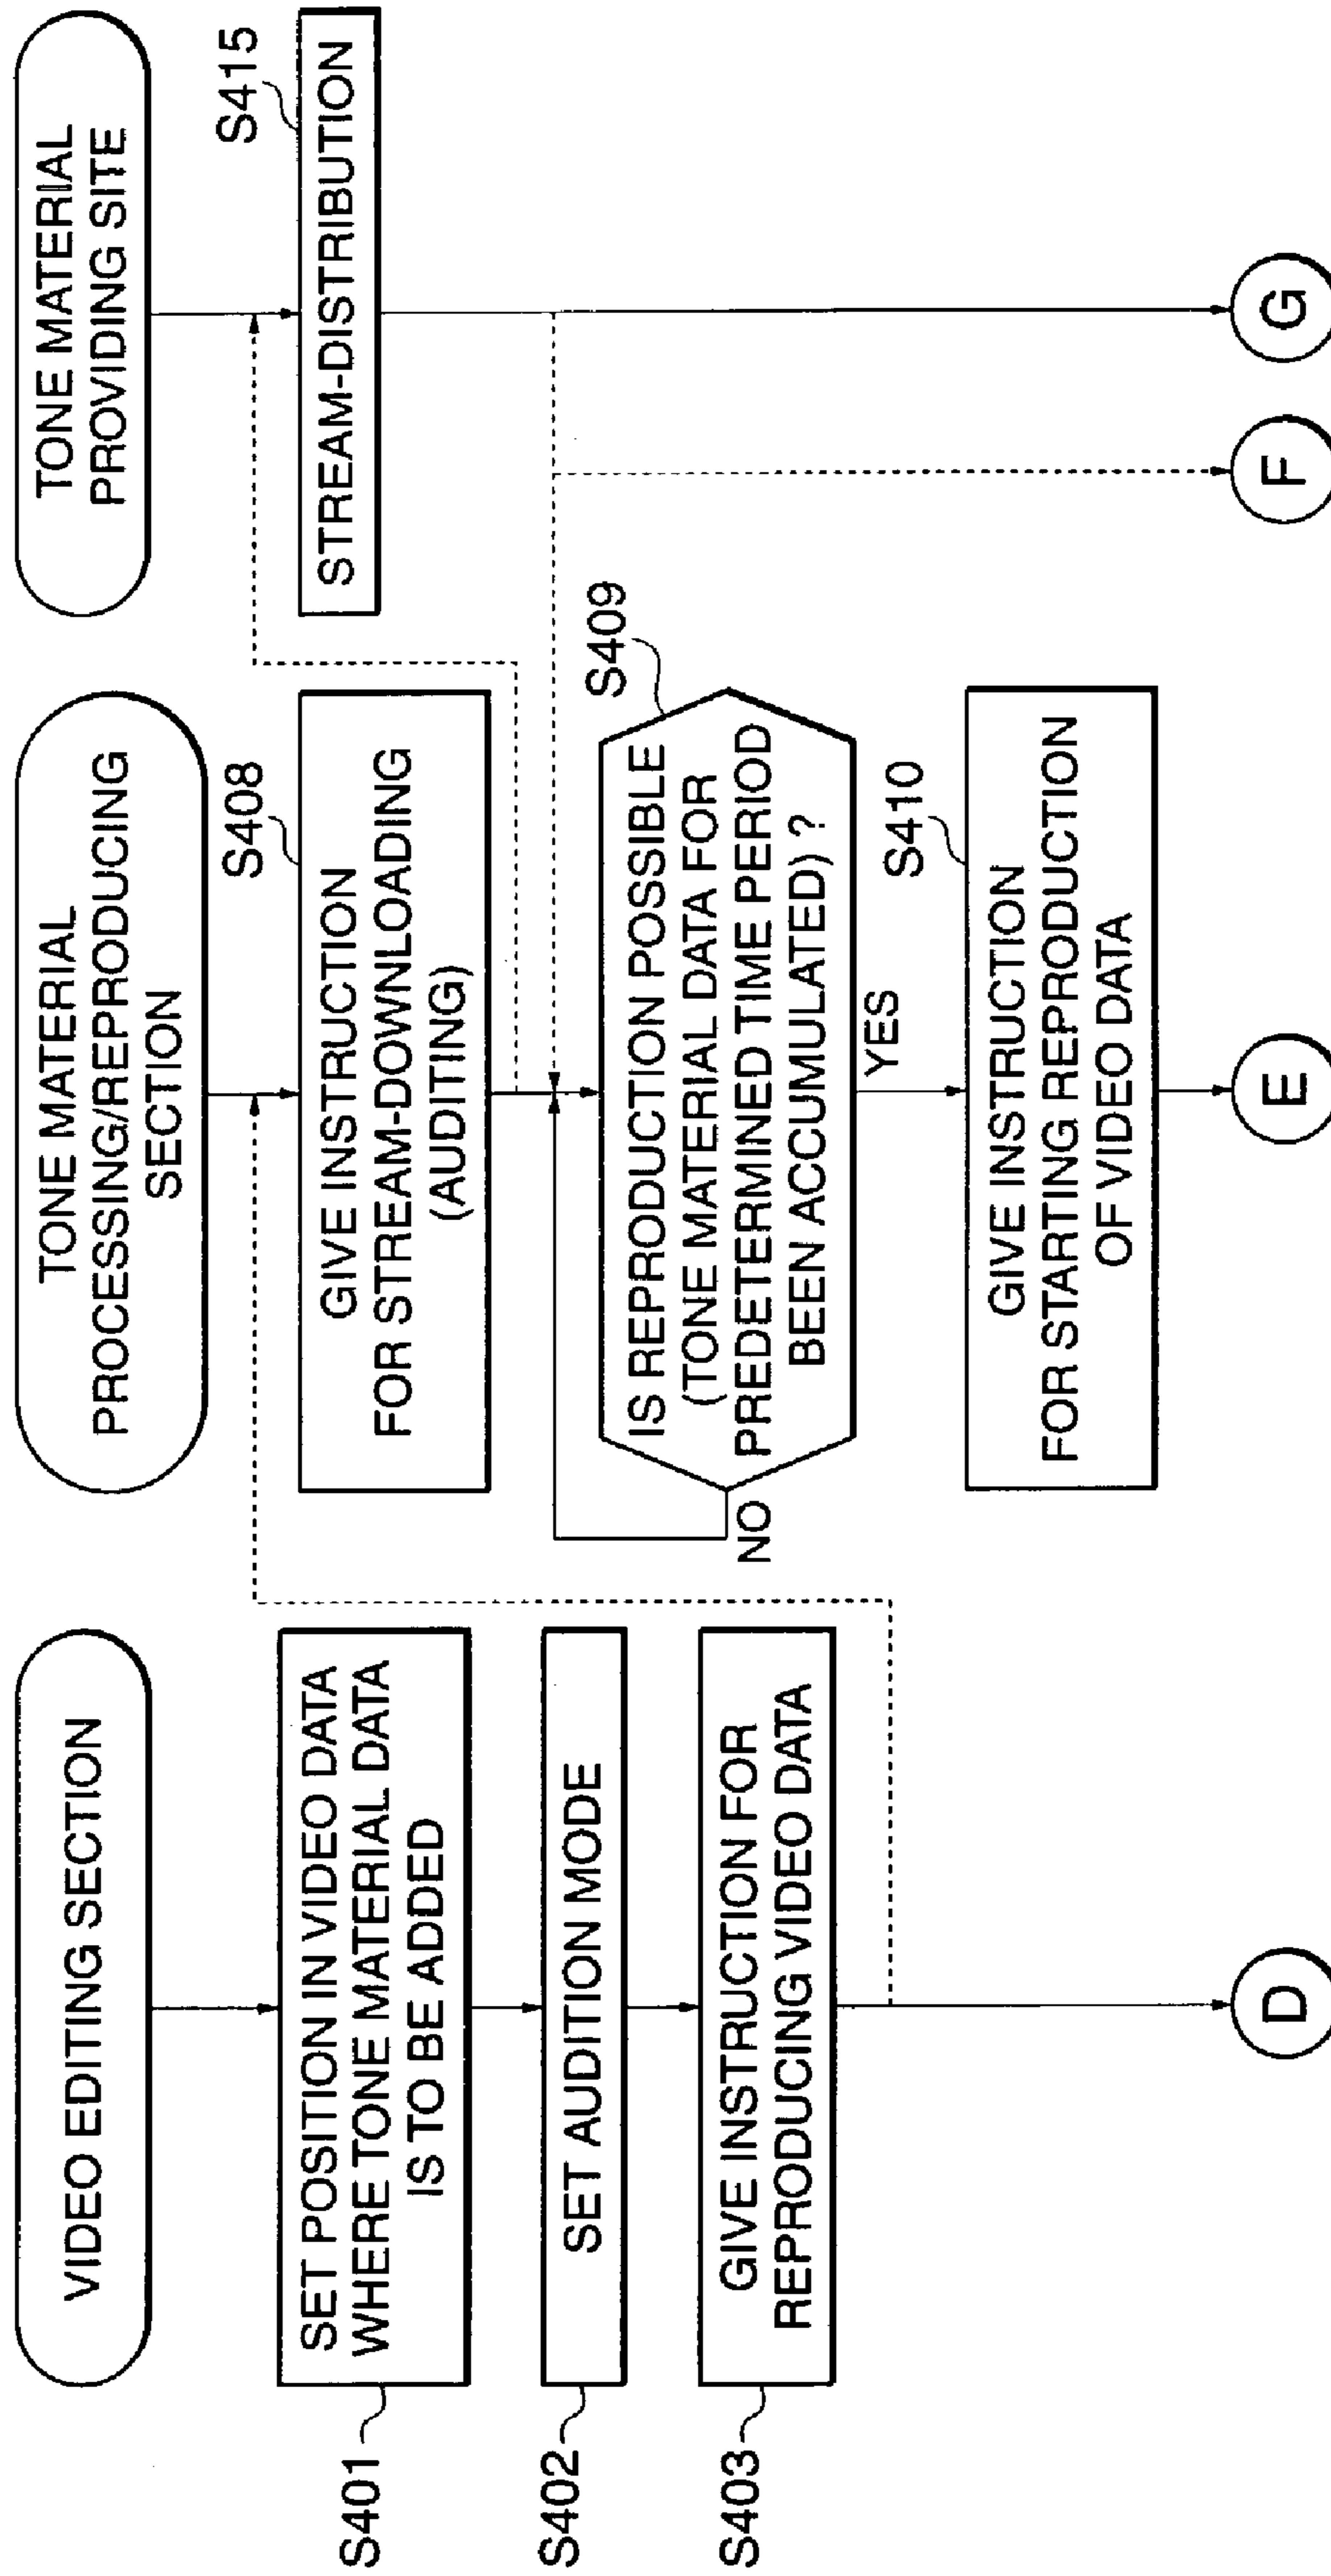 VIDEO EDITING SECTION
S401
SET POSITION IN VIDEO DATA
WHERE TONE MATERIAL DATA
IS TO BE ADDED
S402
SET AUDITION MODE
S403
GIVE INSTRUCTION FOR
REPRODUCING VIDEO DATA
D
TONE MATERIAL
PROCESSING/REPRODUCING
SECTION
S408
GIVE INSTRUCTION
FOR STREAM-DOWNLOADING
(AUDITING)
S409
IS REPRODUCTION POSSIBLE
(TONE MATERIAL DATA FOR
PREDETERMINED TIME PERIOD
BEEN ACCUMULATED) ?
NO
YES
S410
GIVE INSTRUCTION
FOR STARTING REPRODUCTION
OF VIDEO DATA
E
TONE MATERIAL
PROVIDING SITE
S415
STREAM-DISTRIBUTION
F
G